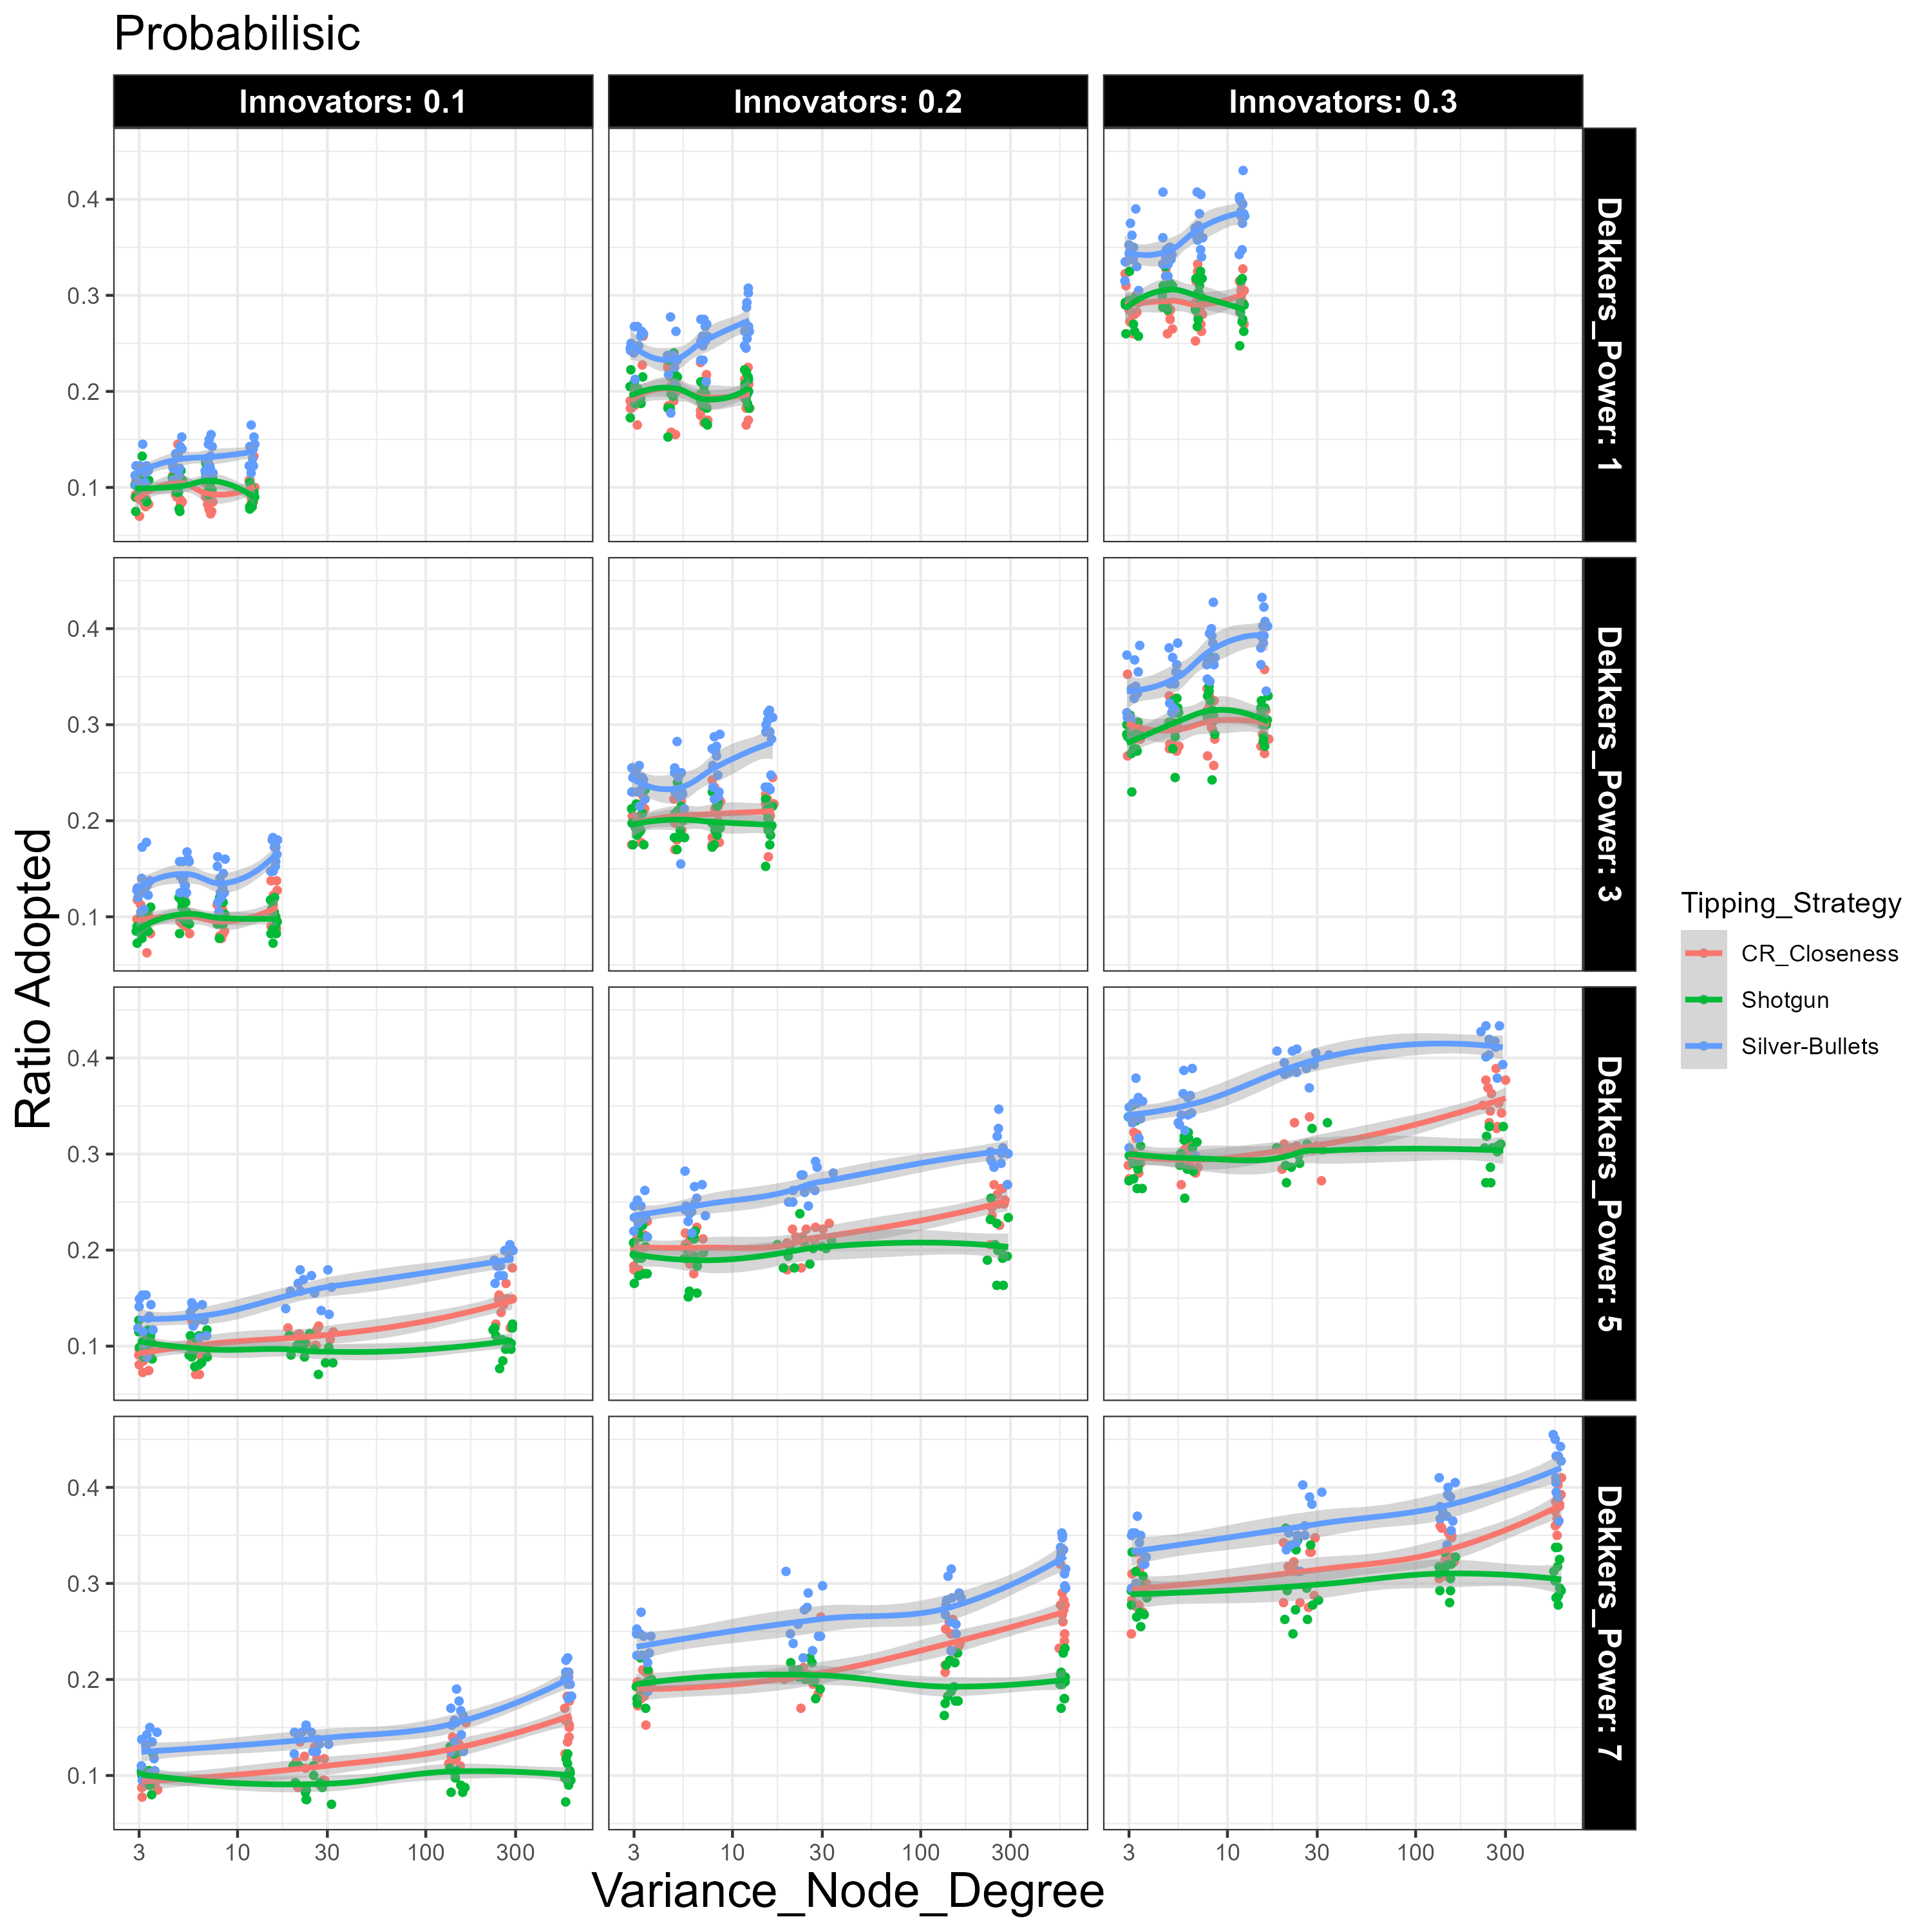 Probabilisic
Innovators: 0.1
Innovators: 0.2
Innovators: 0.3
0.4
0.3
0.2
0.1
Dekkers_Power: 1
0.4
0.3
0.2
0.1
Dekkers_Power: 3
0.4
0.3
0.2
0.1
Dekkers_Power: 5
0.4
0.3
0.2
0.1
Dekkers_Power: 7
Ratio Adopted
3 10 30 100 300
3 10 30 100 300
3 10 30 100 300
Variance_Node_Degree
Tipping_Strategy
CR_Closeness
Shotgun
Silver-Bullets